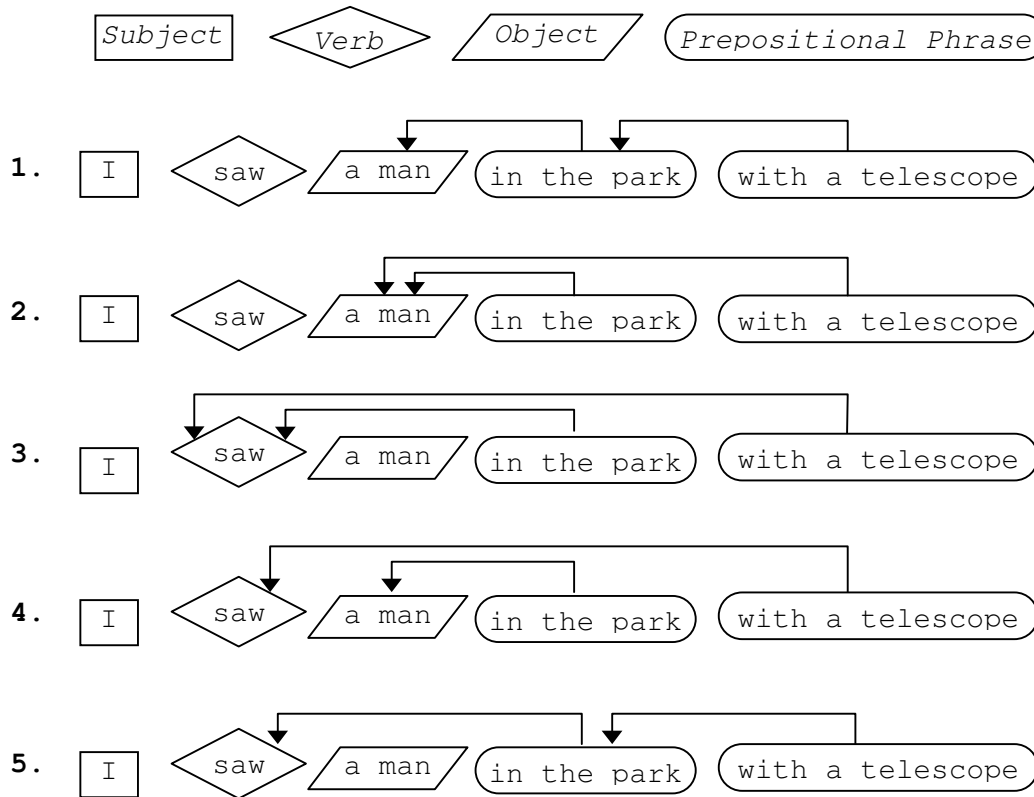 Subject Verb Object Prepositional Phrase
1. I saw a man in the park with a telescope
2. I saw a man in the park with a telescope
3. I saw a man in the park with a telescope
4. I saw a man in the park with a telescope
5. I saw a man in the park with a telescope